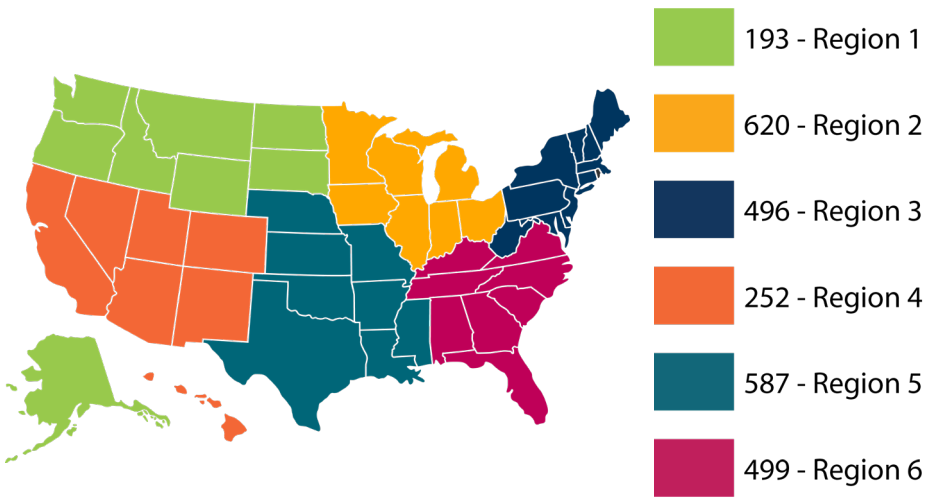 193 - Region 1
620 - Region 2
496 - Region 3
252 - Region 4
587 - Region 5
499 - Region 6